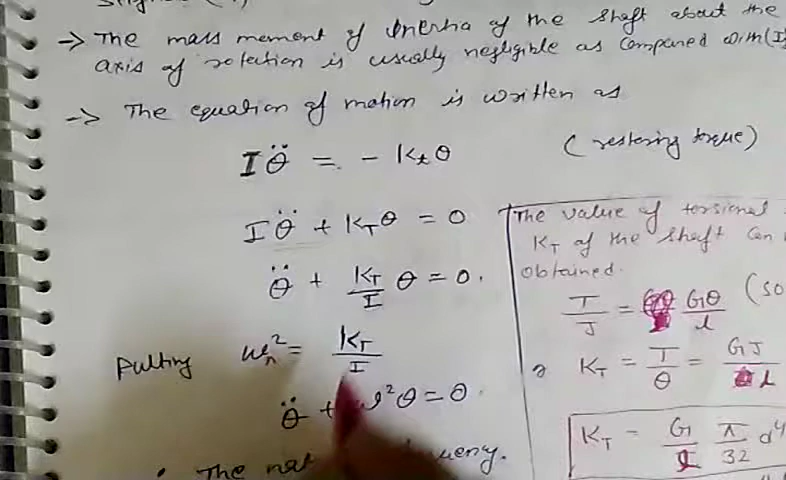 → The mass moment of Inertia of the shaft about the
axis of rotation is usually negligible as compared with (I
→ The equation of motion is written as
I θ̈ = - Ktθ (restoring torque)
I θ̈ + KTθ = 0
θ̈ + KT/I θ = 0.
Putting ωn² = KT/I
θ̈ + ω²θ = 0.
• The nat uency.
The value of torsional
KT of the shaft can
obtained.
T/J = Gθ/l (so
KT = T/θ = GJ/l
KT = G/l π/32 d⁴